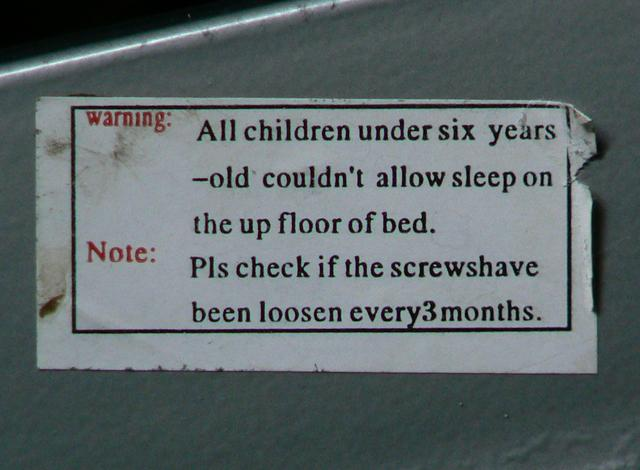 warning: All children under six years
-old couldn't allow sleep on
the up floor of bed.
Note: Pls check if the screwshave
been loosen every3months.